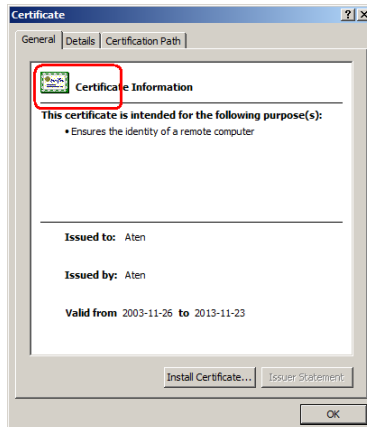 Certificate
General Details Certification Path
Certificate Information
This certificate is intended for the following purpose(s):
• Ensures the identity of a remote computer
Issued to: Aten
Issued by: Aten
Valid from 2003-11-26 to 2013-11-23
Install Certificate... Issuer Statement
OK